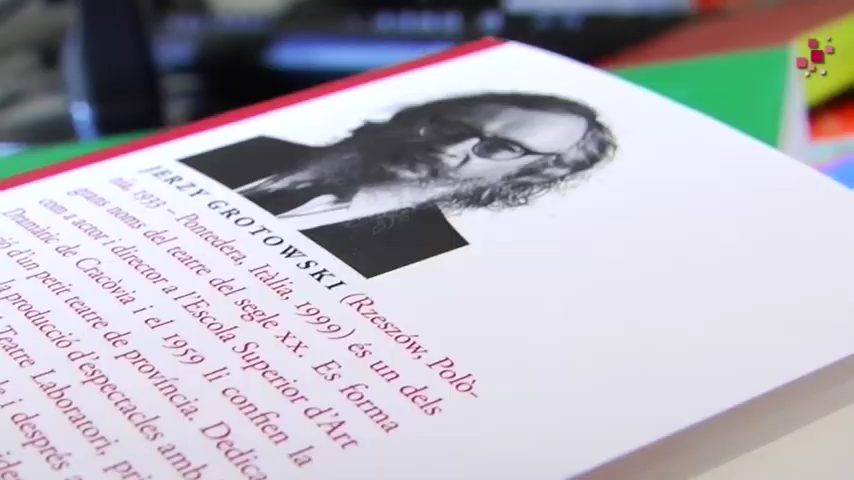 JERZY GROTOWSKI (Rzeszów, Polò-
nia, 1933 – Pontedera, Itàlia, 1999) és un dels
grans noms del teatre del segle XX. Es forma
com a actor i director a l'Escola Superior d'Art
Dramàtic de Cracòvia i el 1959 li confien la
ció d'un petit teatre de província. Dedica
la producció d'espectacles amb
Teatre Laboratori,
i després